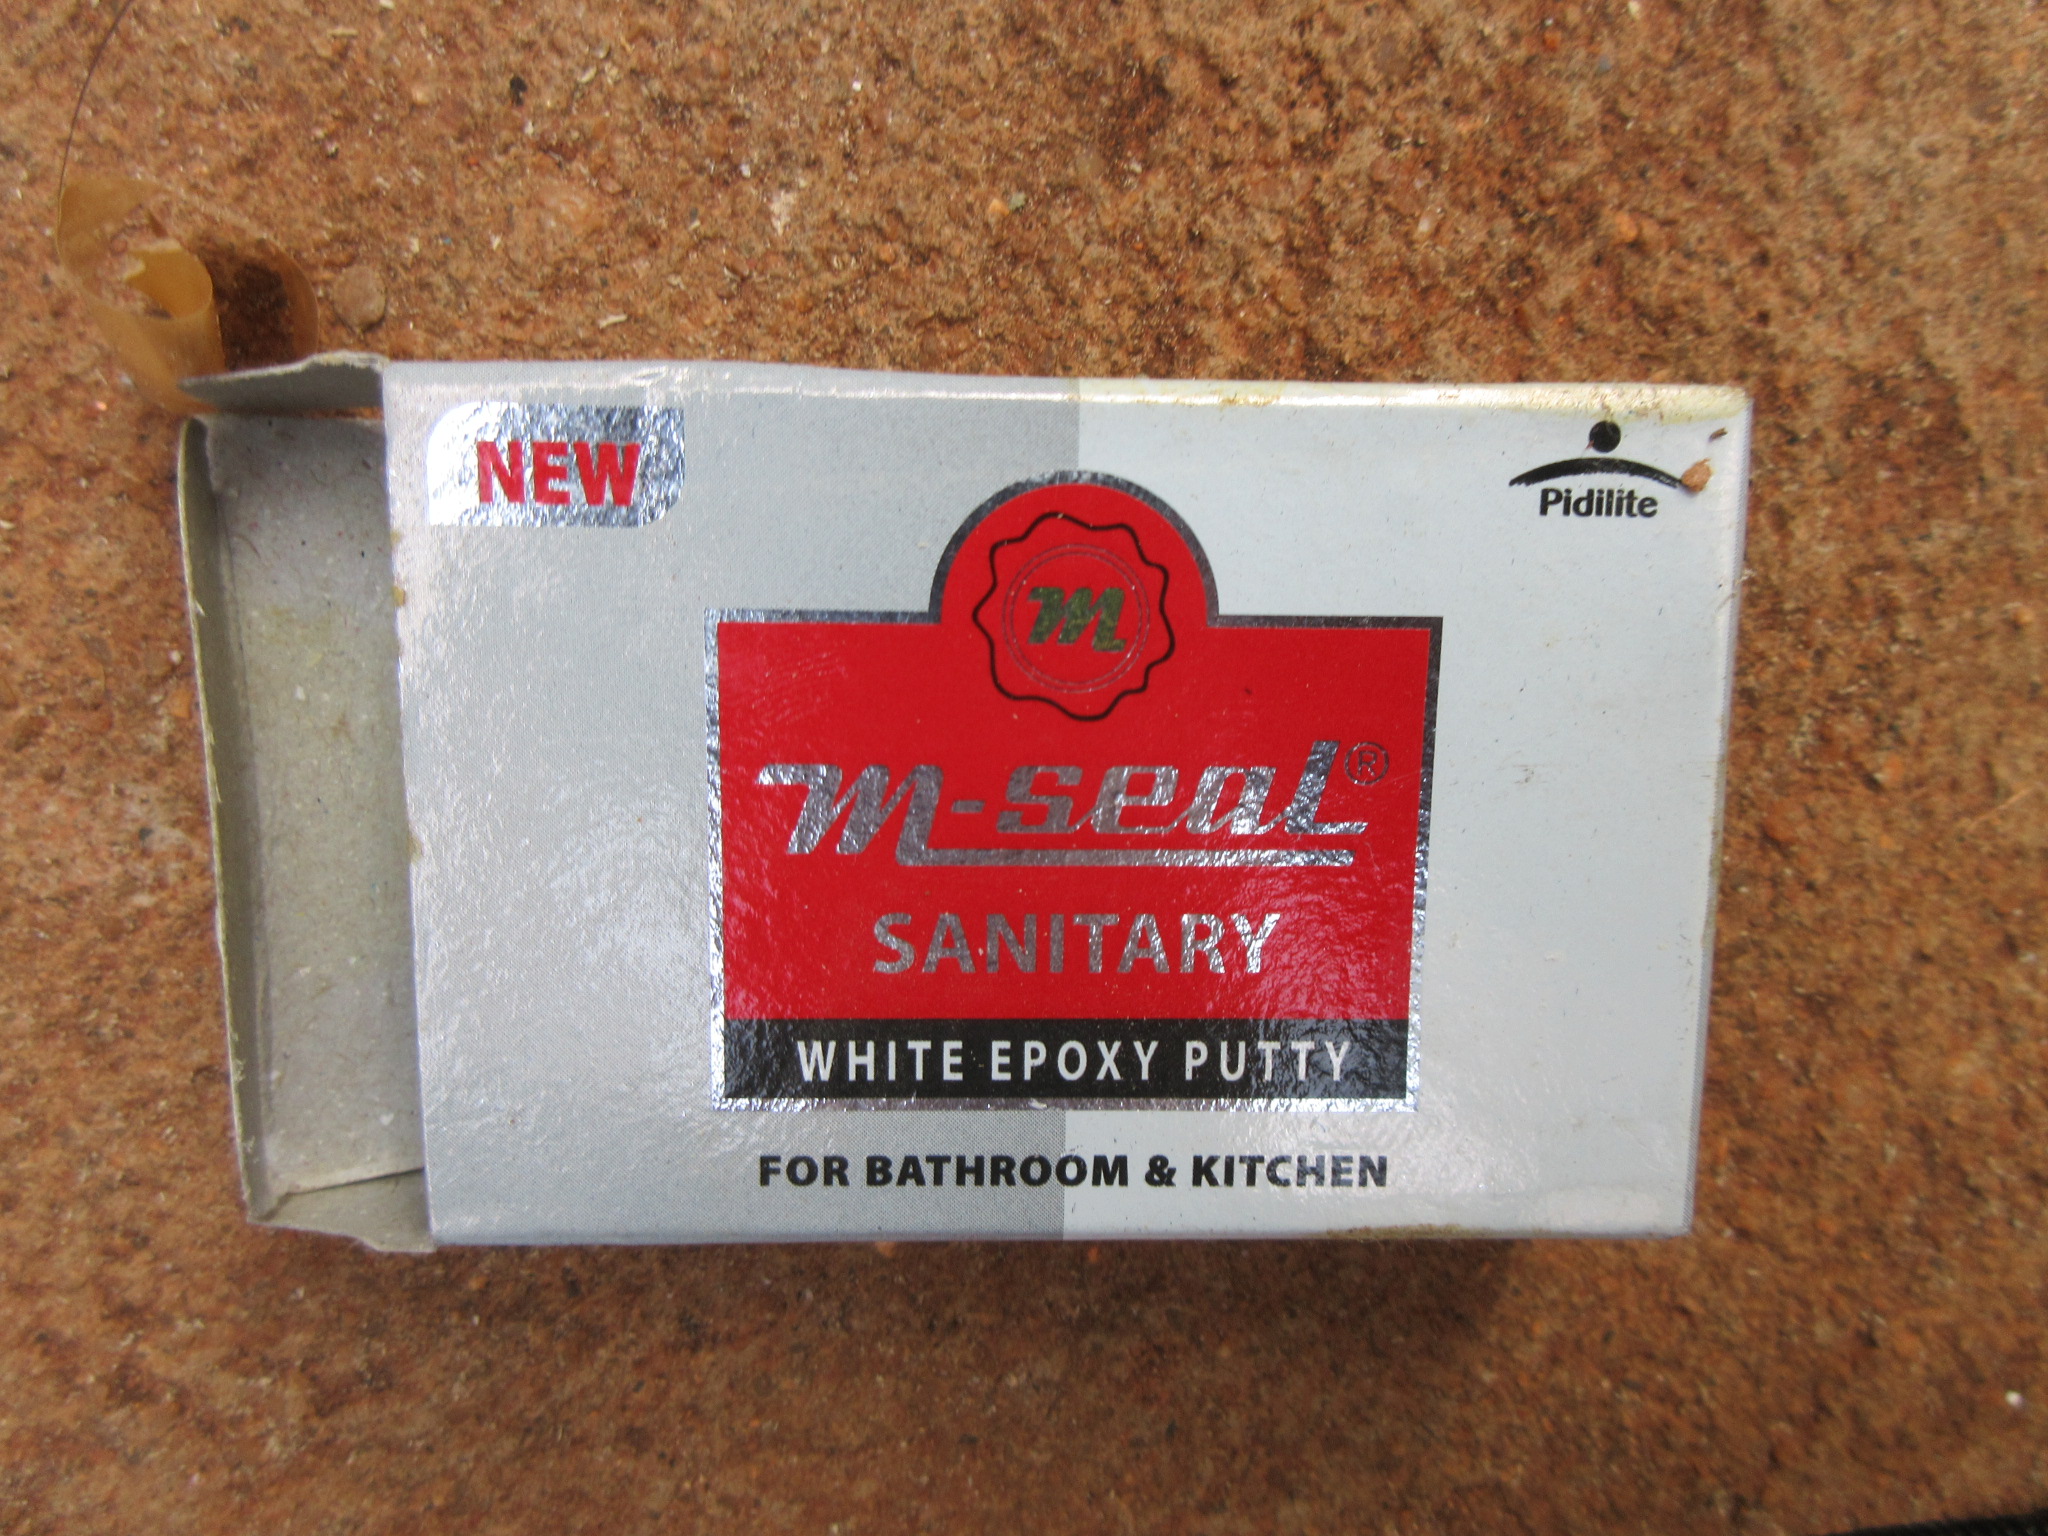 NEW
Pidilite
m
m-seal®
SANITARY
WHITE EPOXY PUTTY
FOR BATHROOM & KITCHEN